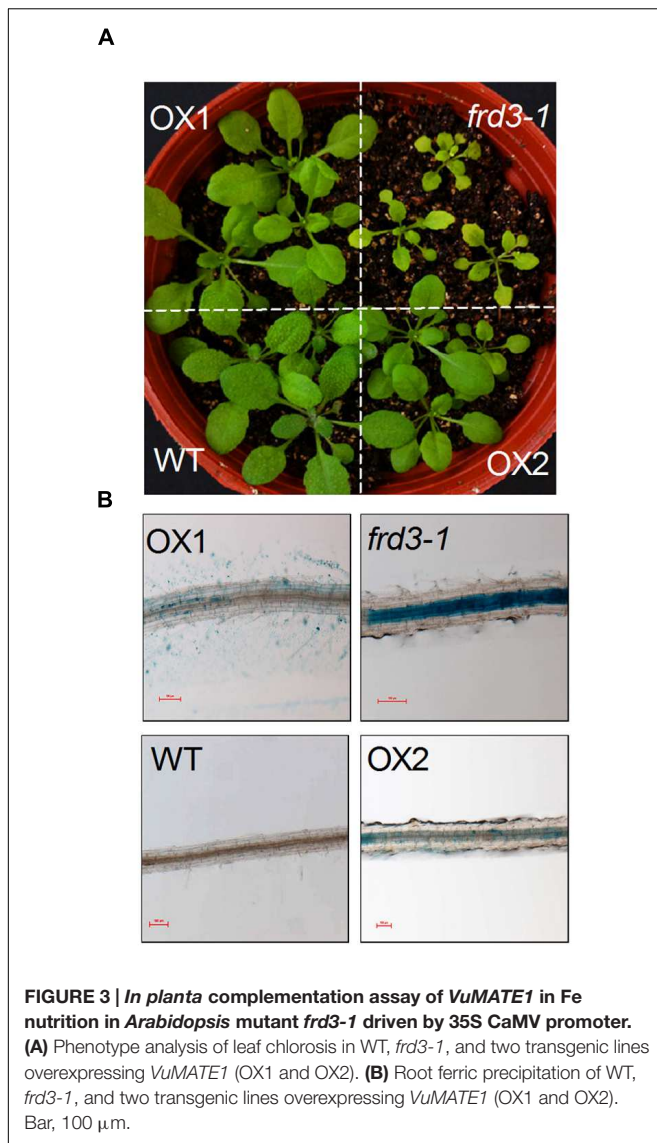 A
OX1
frd3-1
WT
OX2
B
OX1
frd3-1
WT
OX2
FIGURE 3 | In planta complementation assay of VuMATE1 in Fe
nutrition in Arabidopsis mutant frd3-1 driven by 35S CaMV promoter.
(A) Phenotype analysis of leaf chlorosis in WT, frd3-1, and two transgenic lines
overexpressing VuMATE1 (OX1 and OX2). (B) Root ferric precipitation of WT,
frd3-1, and two transgenic lines overexpressing VuMATE1 (OX1 and OX2).
Bar, 100 μm.